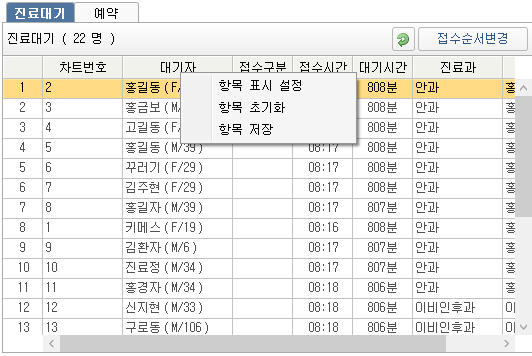 진료대기 예약
진료대기 ( 22 명 ) 접수순서변경
차트번호 대기자 접수구분 접수시간 대기시간 진료과
1 2 홍길동 ( F/ 808분 안과 홍
항목 표시 설정
2 3 홍금보 ( M/ 808분 안과
항목 초기화
3 4 고길동 ( F/ 808분 안과
항목 저장
4 5 홍길동 ( M/39 ) 08:17 808분 안과 홍
5 6 꾸러기 ( F/29 ) 08:17 808분 안과 홍
6 7 김주현 ( F/29 ) 08:17 808분 안과 홍
7 8 홍길자 ( M/39 ) 08:17 807분 안과 홍
8 1 키메스 ( F/19 ) 08:16 808분 안과 홍
9 9 김환자 ( M/6 ) 08:17 807분 안과 홍
10 10 진료정 ( M/34 ) 08:17 807분 안과 홍
11 11 홍경자 ( M/34 ) 08:18 806분 안과 홍
12 12 신지현 ( M/33 ) 08:18 806분 이비인후과 이
13 13 구로동 ( M/106 ) 08:18 806분 이비인후과 이